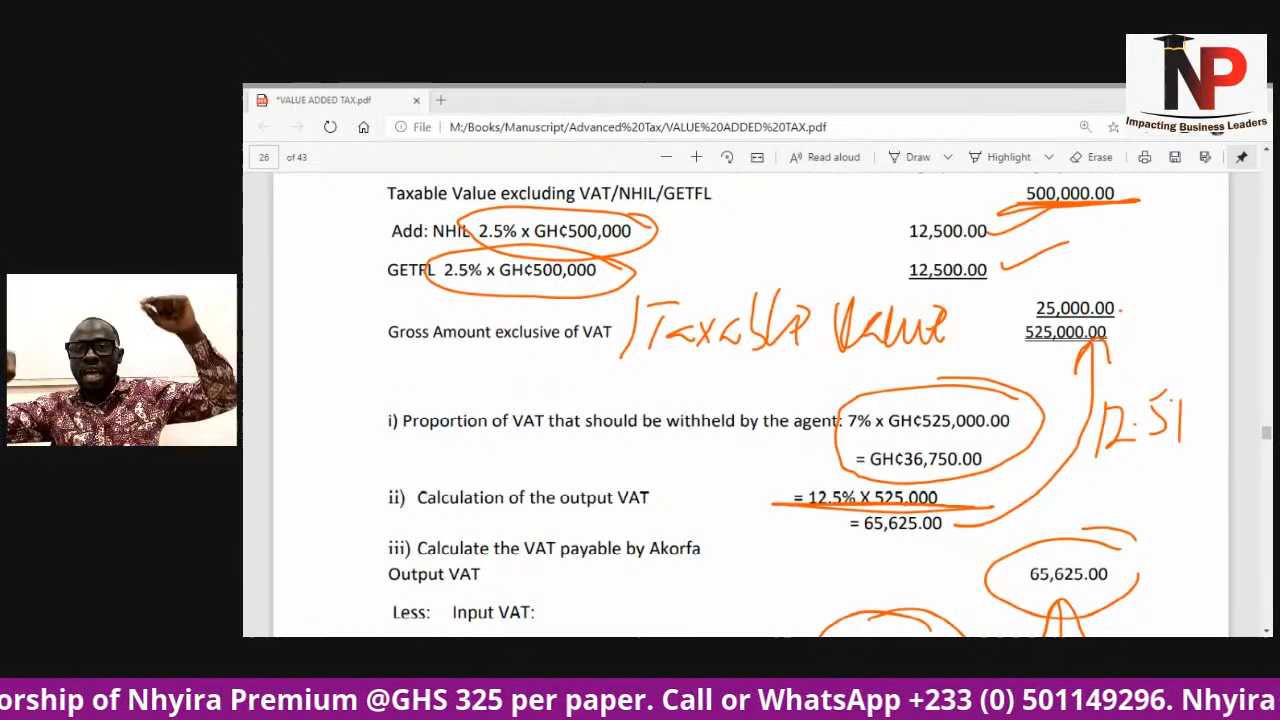 NP
Impacting Business Leaders
*VALUE ADDED TAX.pdf
File M:/Books/Manuscript/Advanced%20Tax/VALUE%20ADDED%20TAX.pdf
26 of 43 Read aloud Draw Highlight Erase
Taxable Value excluding VAT/NHIL/GETFL 500,000.00
Add: NHIL 2.5% x GH¢500,000 12,500.00
GETFL 2.5% x GH¢500,000 12,500.00
25,000.00
Gross Amount exclusive of VAT / Taxable Value 525,000.00
i) Proportion of VAT that should be withheld by the agent: 7% x GH¢525,000.00
= GH¢36,750.00
12.5
ii) Calculation of the output VAT = 12.5% X 525,000
= 65,625.00
iii) Calculate the VAT payable by Akorfa
Output VAT 65,625.00
Less: Input VAT:
orship of Nhyira Premium @GHS 325 per paper. Call or WhatsApp +233 (0) 501149296. Nhyira